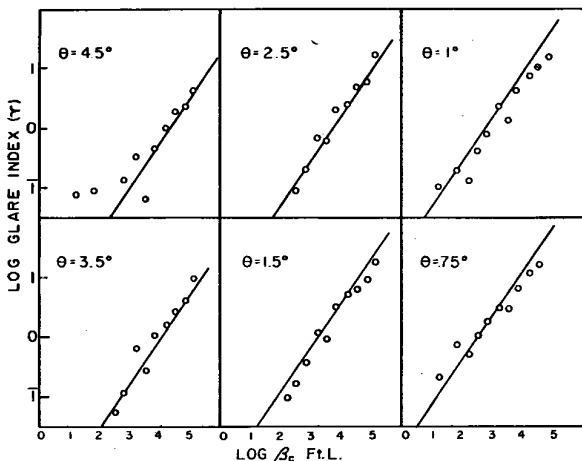 θ=4.5°
θ=2.5°
θ=1°
1
0
1̅
LOG GLARE INDEX (γ)
θ=3.5°
θ=1.5°
θ=.75°
1
0
1̅
0 1 2 3 4 5 0 1 2 3 4 5 0 1 2 3 4 5
LOG β_F Ft.L.